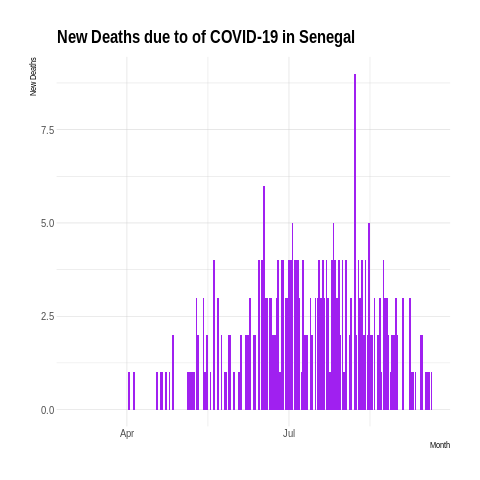 New Deaths due to of COVID-19 in Senegal
New Deaths
7.5
5.0
2.5
0.0
Apr Jul
Month